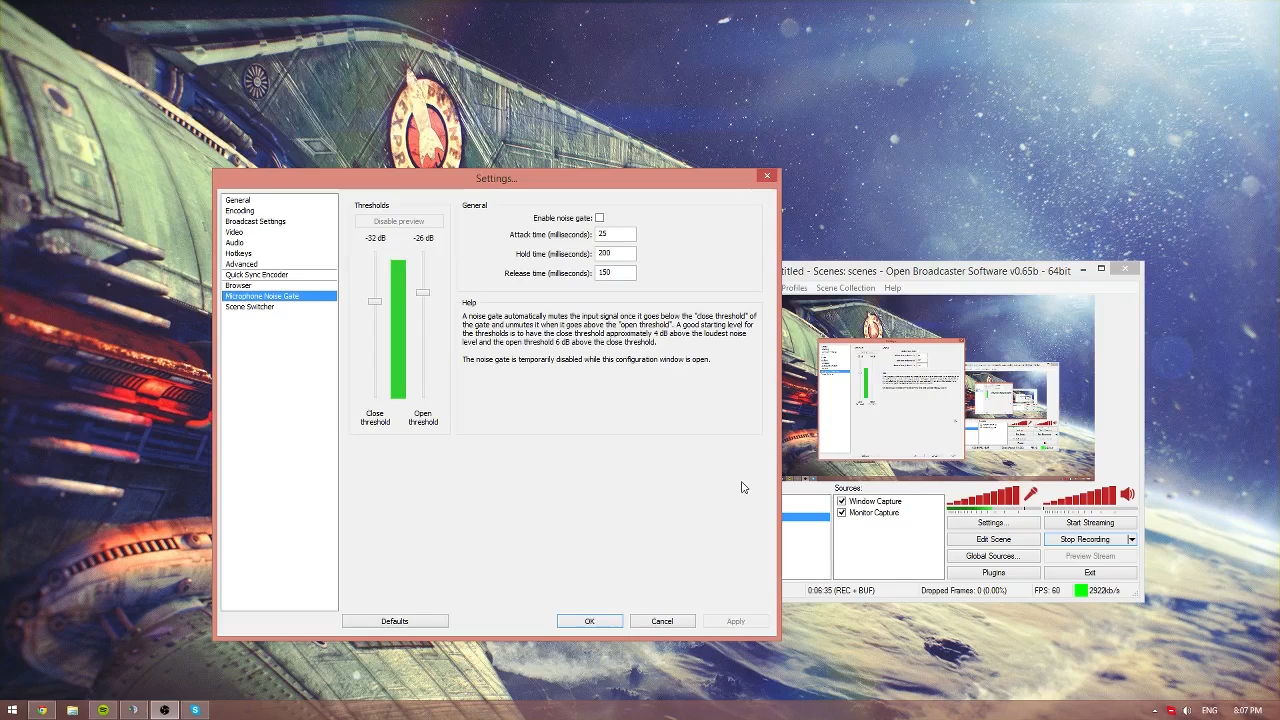 PLANE
EXPR
Settings...
General
Encoding
Broadcast Settings
Video
Audio
Hotkeys
Advanced
Quick Sync Encoder
Browser
Microphone Noise Gate
Scene Switcher
Thresholds
Disable preview
-32 dB
-26 dB
Close threshold
Open threshold
General
Enable noise gate:
Attack time (milliseconds): 25
Hold time (milliseconds): 200
Release time (milliseconds): 150
Help
A noise gate automatically mutes the input signal once it goes below the "close threshold" of
the gate and unmutes it when it goes above the "open threshold". A good starting level for
the thresholds is to have the close threshold approximately 4 dB above the loudest noise
level and the open threshold 6 dB above the close threshold.
The noise gate is temporarily disabled while this configuration window is open.
Defaults
OK
Cancel
Apply
titled - Scenes: scenes - Open Broadcaster Software v0.65b - 64bit
Profiles Scene Collection Help
Sources:
Window Capture
Monitor Capture
Settings...
Start Streaming
Edit Scene
Stop Recording
Global Sources...
Preview Stream
Plugins
Exit
0:06:35 (REC + BUF)
Dropped Frames: 0 (0.00%)
FPS: 60
2922kb/s
ENG
8:07 PM